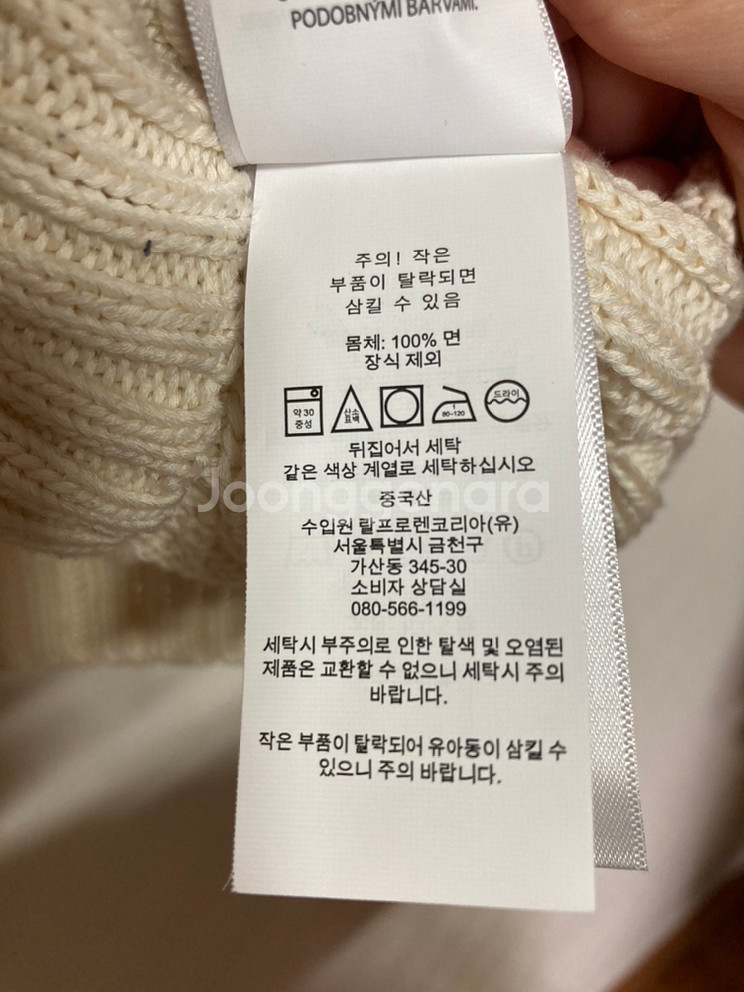 PODOBNÝMI BARVAMI.
주의! 작은
부품이 탈락되면
삼킬 수 있음
몸체: 100% 면
장식 제외
약 30 중성
산소 표백
1 80-120
드라이
뒤집어서 세탁
같은 색상 계열로 세탁하십시오
Joonggonara
중국산
수입원 랄프로렌코리아(유)
서울특별시 금천구
가산동 345-30
소비자 상담실
080-566-1199
세탁시 부주의로 인한 탈색 및 오염된
제품은 교환할 수 없으니 세탁시 주의
바랍니다.
작은 부품이 탈락되어 유아동이 삼킬 수
있으니 주의 바랍니다.